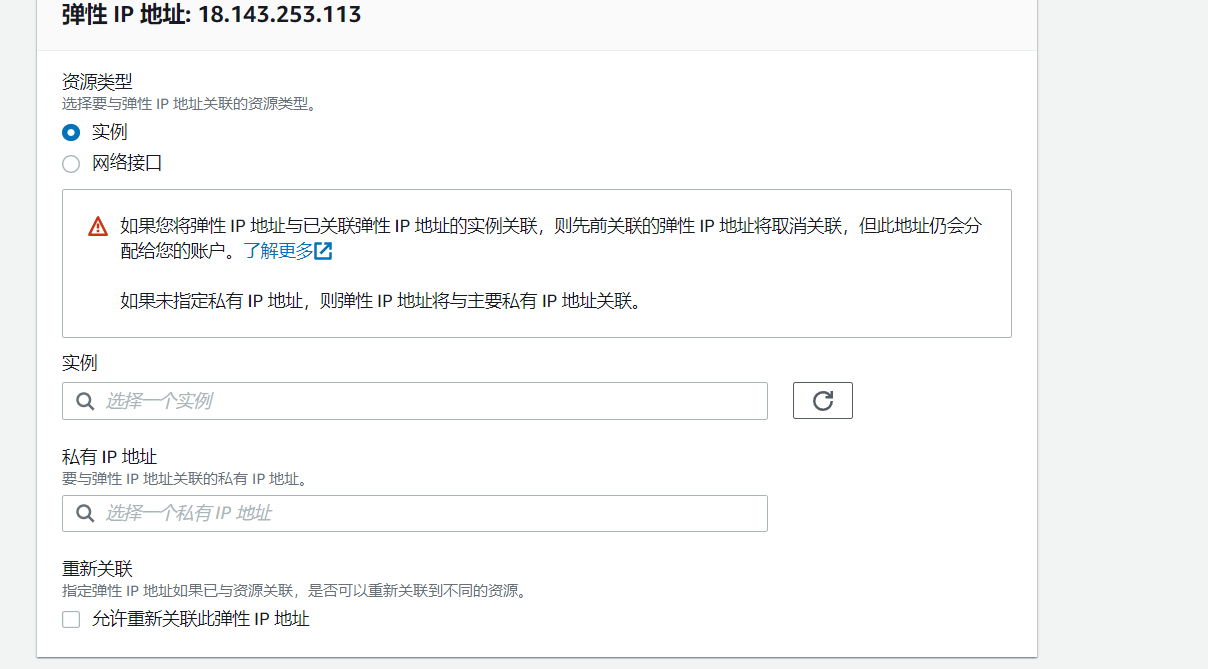 弹性 IP 地址: 18.143.253.113
资源类型
选择要与弹性 IP 地址关联的资源类型。
实例
网络接口
如果您将弹性 IP 地址与已关联弹性 IP 地址的实例关联，则先前关联的弹性 IP 地址将取消关联，但此地址仍会分
配给您的账户。了解更多
如果未指定私有 IP 地址，则弹性 IP 地址将与主要私有 IP 地址关联。
实例
选择一个实例
私有 IP 地址
要与弹性 IP 地址关联的私有 IP 地址。
选择一个私有 IP 地址
重新关联
指定弹性 IP 地址如果已与资源关联，是否可以重新关联到不同的资源。
允许重新关联此弹性 IP 地址